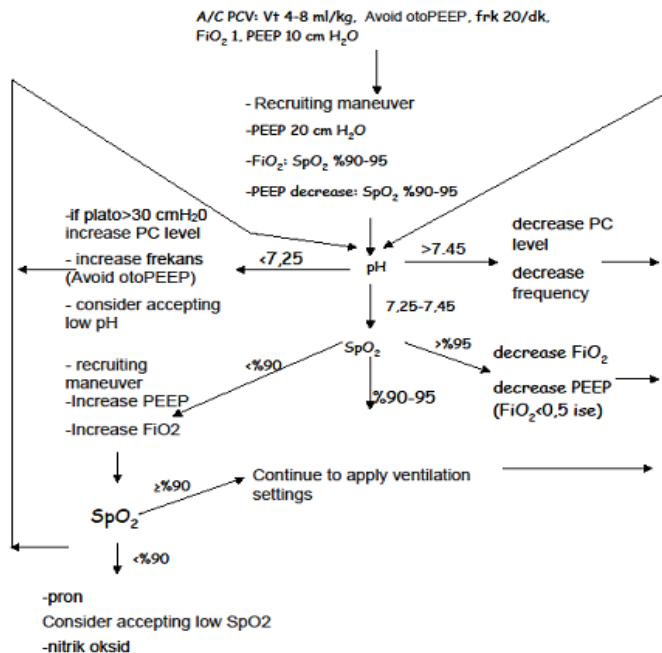 A/C PCV: Vt 4-8 ml/kg, Avoid otoPEEP, frk 20/dk,
FiO2 1, PEEP 10 cm H2O
- Recruiting maneuver
-PEEP 20 cm H2O
-FiO2: SpO2 %90-95
-PEEP decrease: SpO2 %90-95
-if plato>30 cmH20
increase PC level
- increase frekans
(Avoid otoPEEP)
- consider accepting
low pH
<7,25
pH
>7.45
decrease PC
level
decrease
frequency
7,25-7,45
SpO2
<%90
>%95
%90-95
decrease FiO2
decrease PEEP
(FiO2<0,5 ise)
- recruiting
maneuver
-Increase PEEP
-Increase FiO2
SpO2
≥%90
Continue to apply ventilation
settings
<%90
-pron
Consider accepting low SpO2
-nitrik oksid